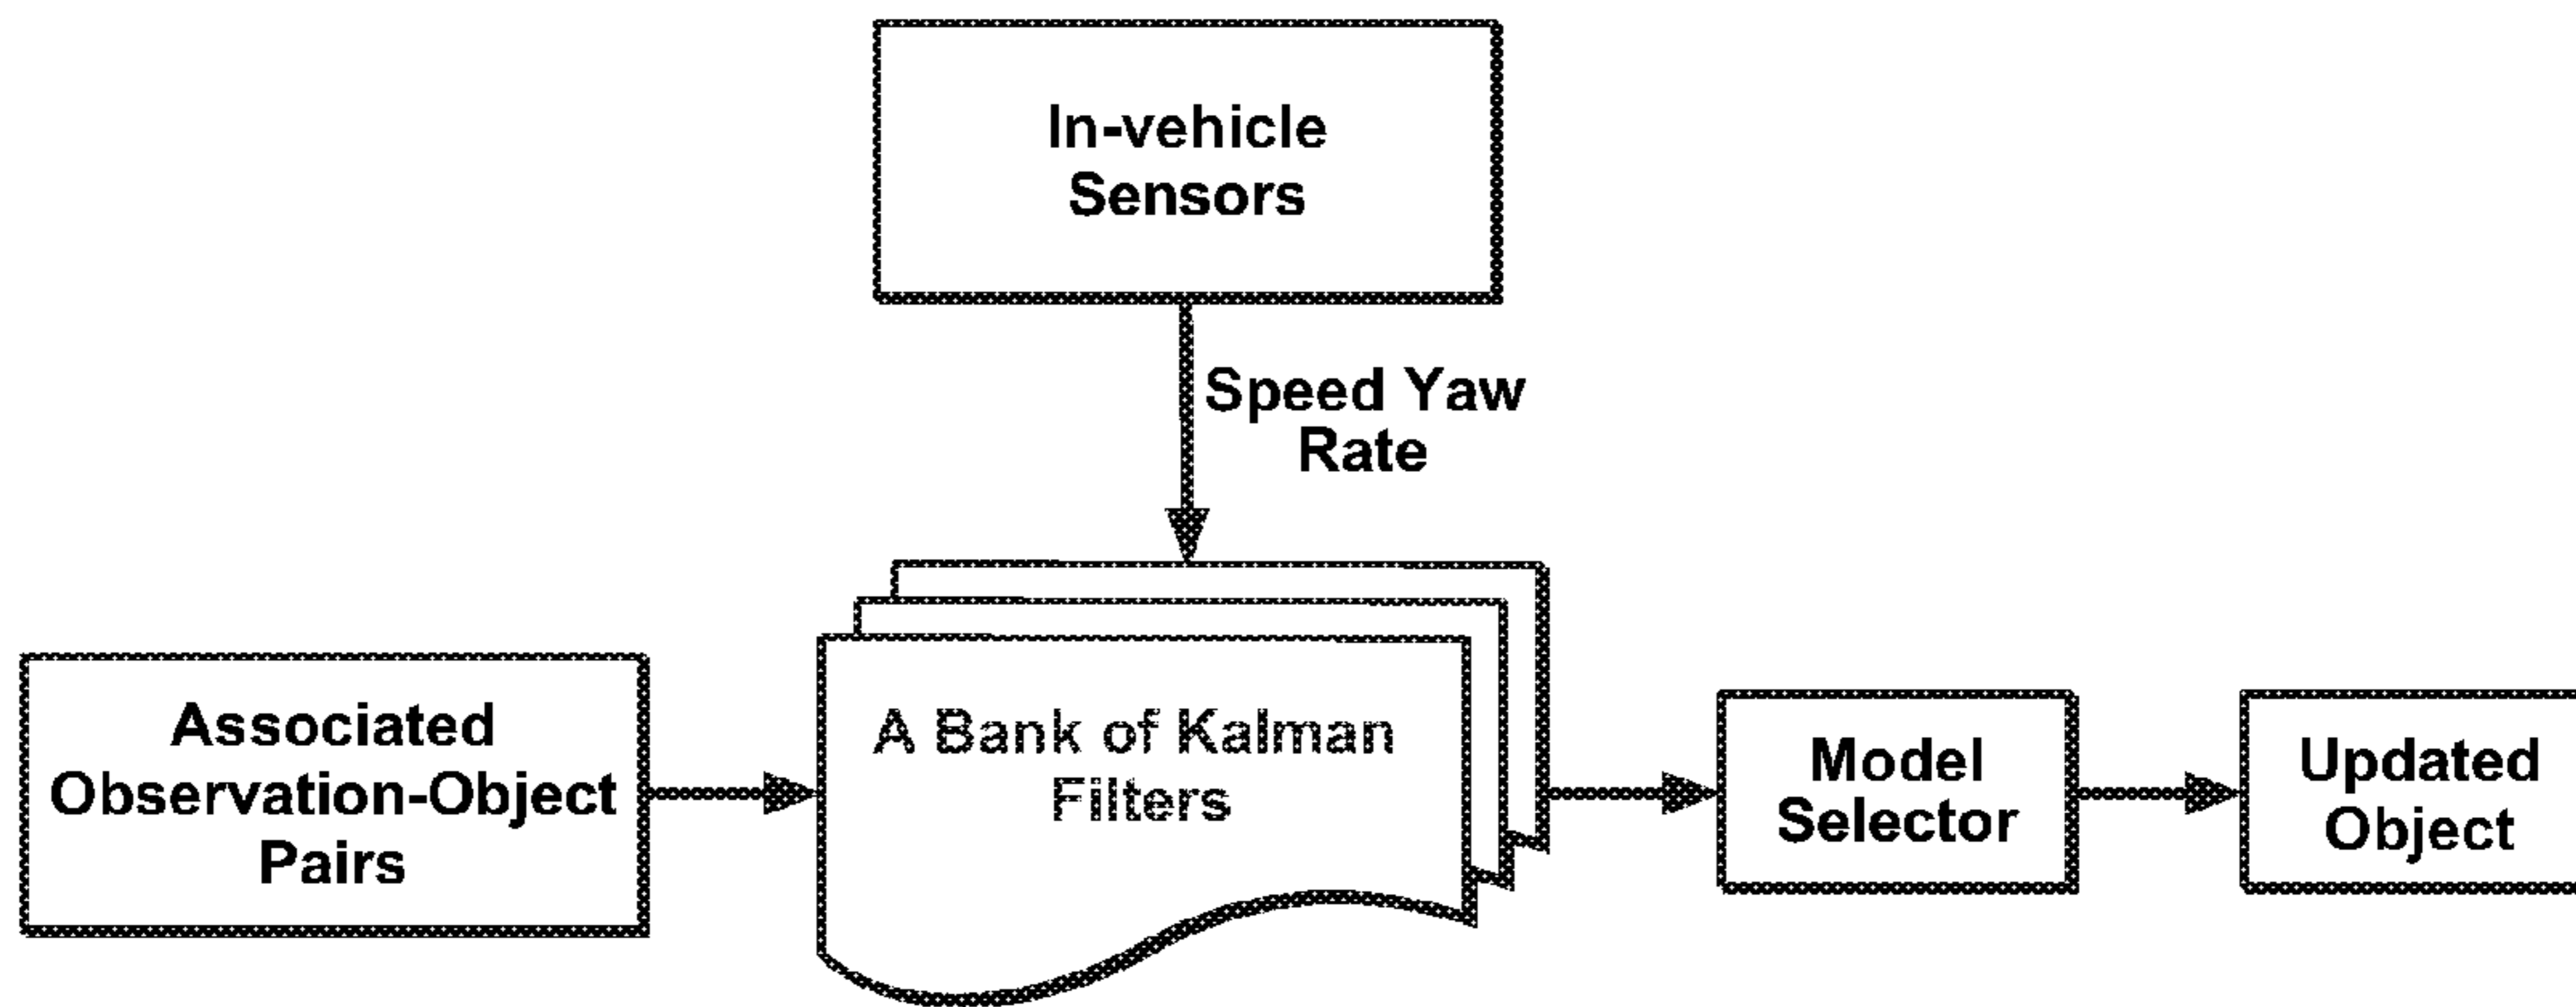 In-vehicle
Sensors
Speed Yaw
Rate
Associated
Observation-Object
Pairs
A Bank of Kalman
Filters
Model
Selector
Updated
Object